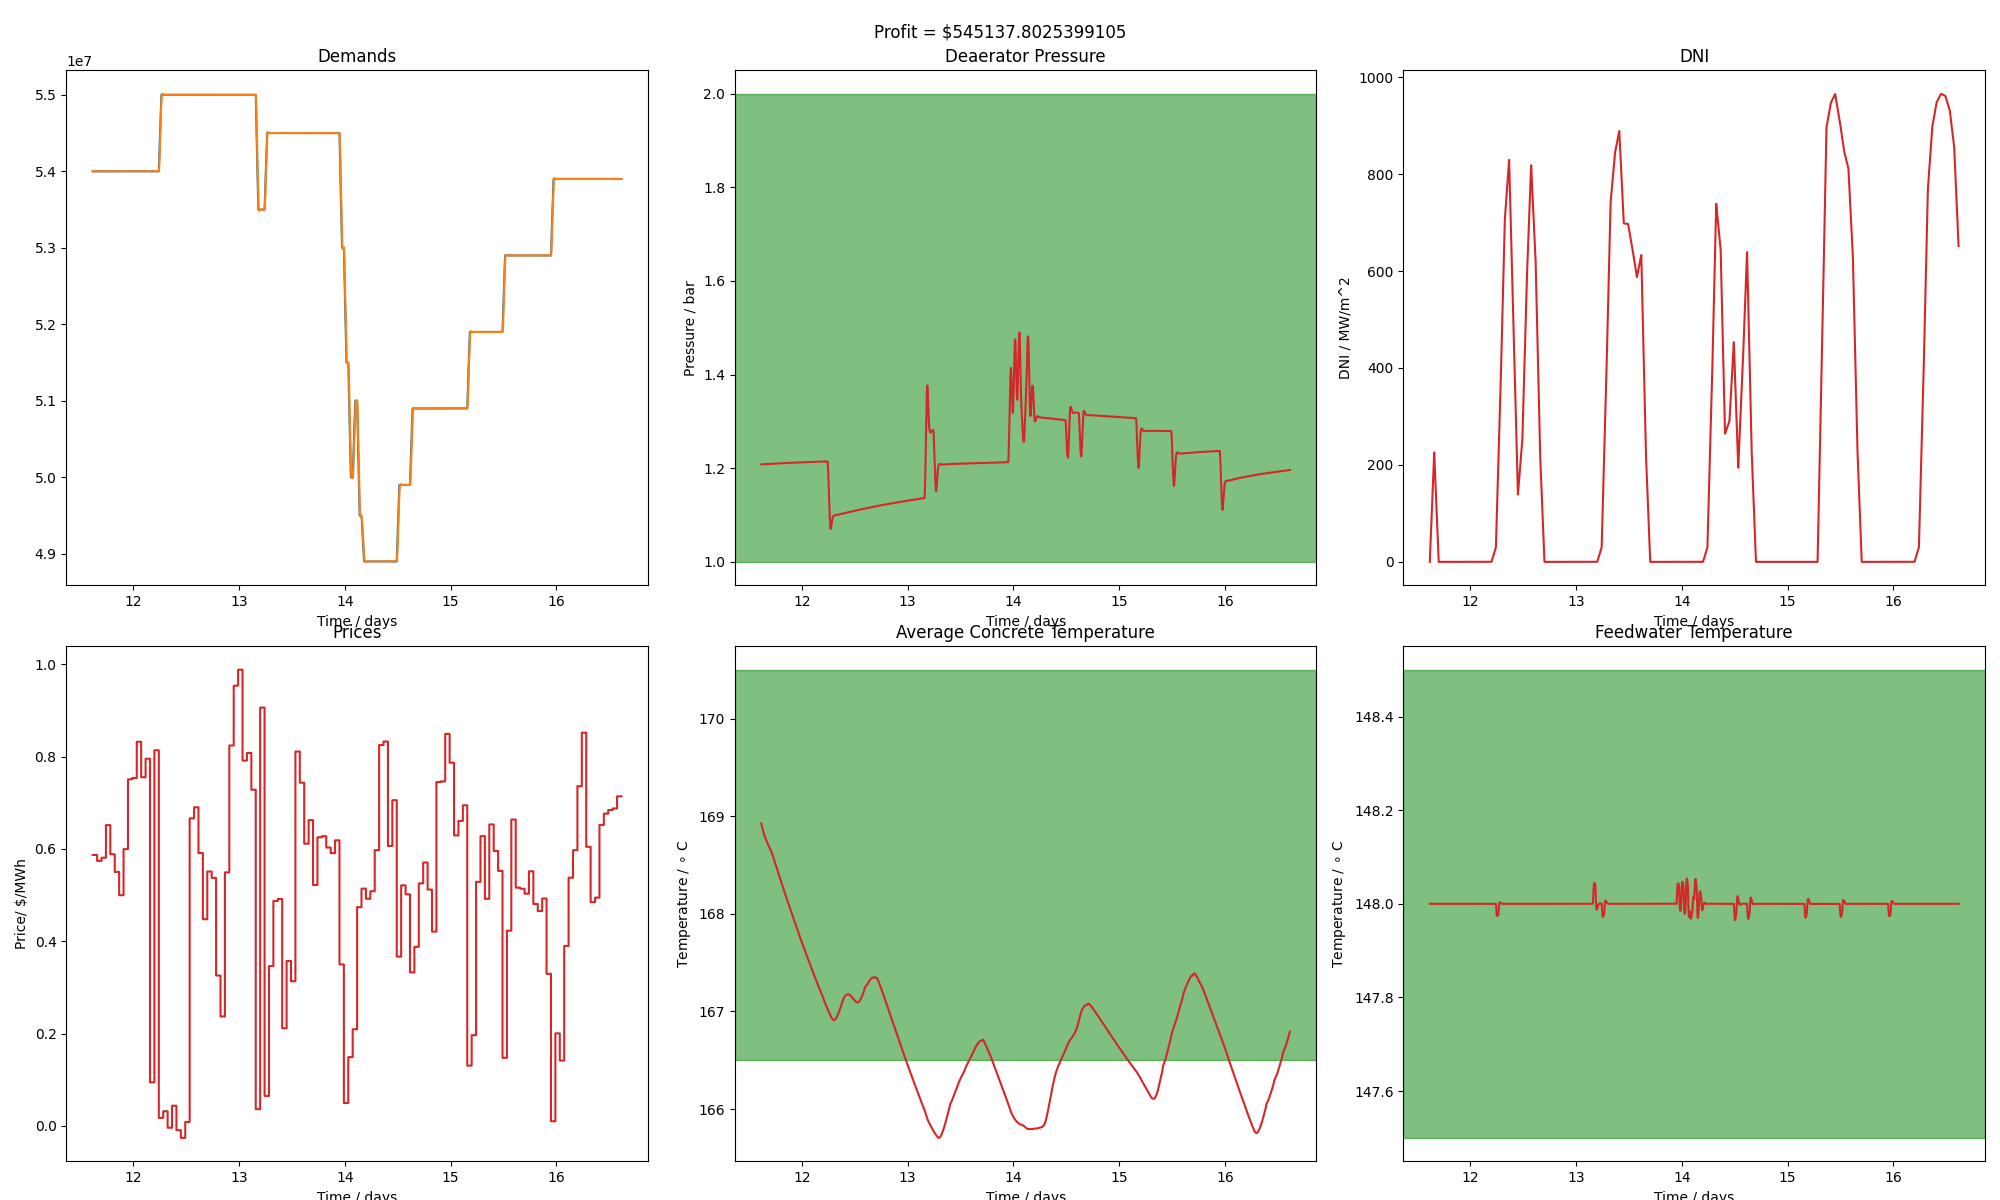 Profit = $545137.8025399105
Demands
1e7
5.5
5.4
5.3
5.2
5.1
5.0
4.9
12 13 14 15 16
Time / days
Deaerator Pressure
Pressure / bar
2.0
1.8
1.6
1.4
1.2
1.0
12 13 14 15 16
Time / days
DNI
DNI / MW/m^2
1000
800
600
400
200
0
12 13 14 15 16
Time / days
Prices
Price/ $/MWh
1.0
0.8
0.6
0.4
0.2
0.0
12 13 14 15 16
Time / days
Average Concrete Temperature
Temperature / ∘ C
170
169
168
167
166
12 13 14 15 16
Time / days
Feedwater Temperature
Temperature / ∘ C
148.4
148.2
148.0
147.8
147.6
12 13 14 15 16
Time / days